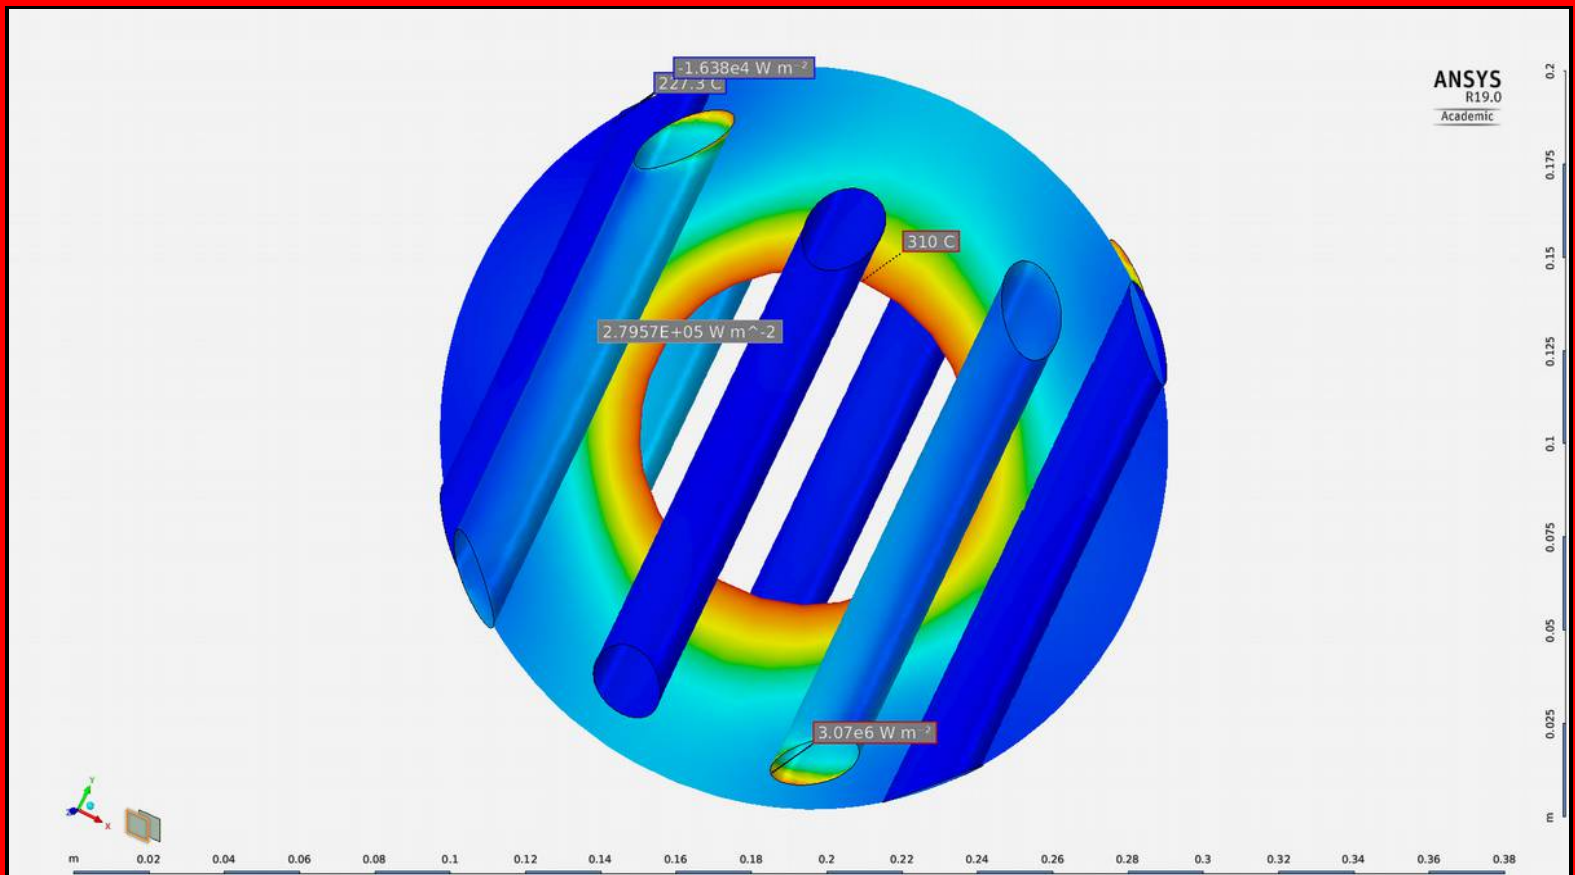 -1.638e4 W m⁻²
227.3 C
ANSYS
R19.0
Academic
310 C
2.7957E+05 W m^-2
3.07e6 W m⁻²
0.2
0.175
0.15
0.125
0.1
0.075
0.05
0.025
m
Y
Z
X
m 0.02 0.04 0.06 0.08 0.1 0.12 0.14 0.16 0.18 0.2 0.22 0.24 0.26 0.28 0.3 0.32 0.34 0.36 0.38